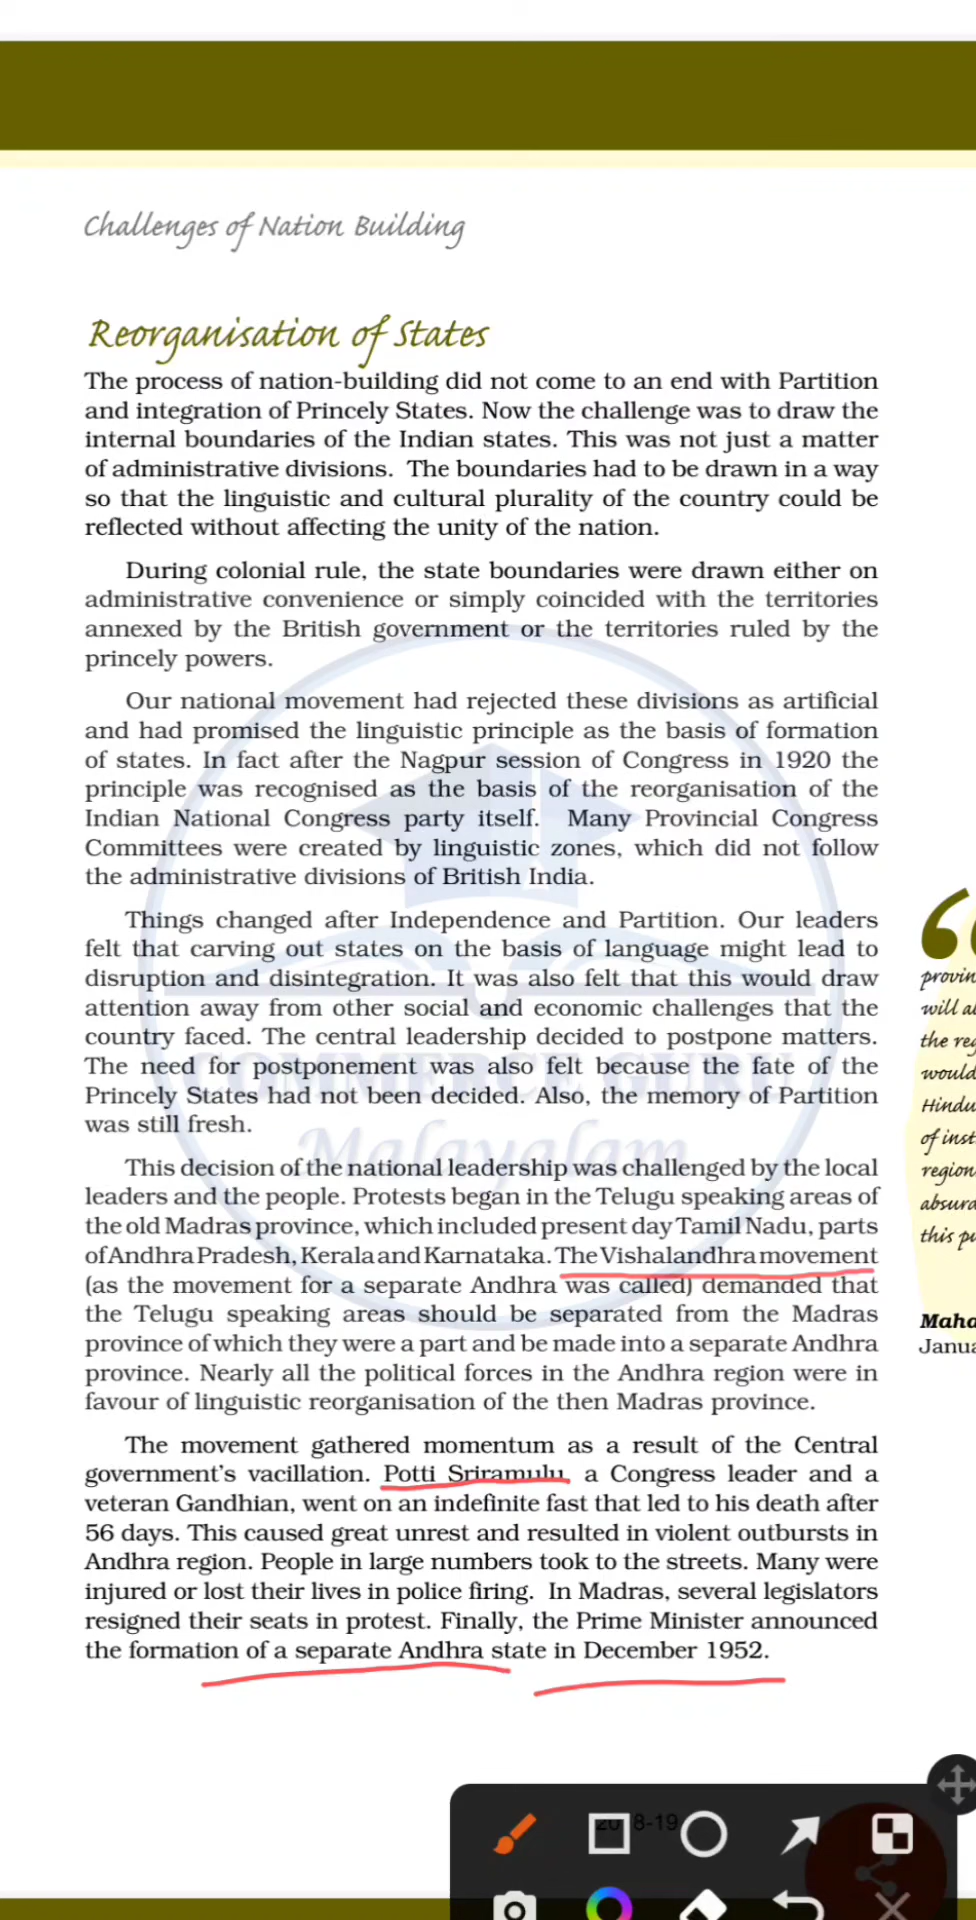 Challenges of Nation Building
Reorganisation of States
The process of nation-building did not come to an end with Partition
and integration of Princely States. Now the challenge was to draw the
internal boundaries of the Indian states. This was not just a matter
of administrative divisions. The boundaries had to be drawn in a way
so that the linguistic and cultural plurality of the country could be
reflected without affecting the unity of the nation.
During colonial rule, the state boundaries were drawn either on
administrative convenience or simply coincided with the territories
annexed by the British government or the territories ruled by the
princely powers.
Our national movement had rejected these divisions as artificial
and had promised the linguistic principle as the basis of formation
of states. In fact after the Nagpur session of Congress in 1920 the
principle was recognised as the basis of the reorganisation of the
Indian National Congress party itself. Many Provincial Congress
Committees were created by linguistic zones, which did not follow
the administrative divisions of British India.
Things changed after Independence and Partition. Our leaders
felt that carving out states on the basis of language might lead to
disruption and disintegration. It was also felt that this would draw
attention away from other social and economic challenges that the
country faced. The central leadership decided to postpone matters.
The need for postponement was also felt because the fate of the
Princely States had not been decided. Also, the memory of Partition
was still fresh.
This decision of the national leadership was challenged by the local
leaders and the people. Protests began in the Telugu speaking areas of
the old Madras province, which included present day Tamil Nadu, parts
of Andhra Pradesh, Kerala and Karnataka. The Vishalandhra movement
(as the movement for a separate Andhra was called) demanded that
the Telugu speaking areas should be separated from the Madras
province of which they were a part and be made into a separate Andhra
province. Nearly all the political forces in the Andhra region were in
favour of linguistic reorganisation of the then Madras province.
The movement gathered momentum as a result of the Central
government's vacillation. Potti Sriramulu, a Congress leader and a
veteran Gandhian, went on an indefinite fast that led to his death after
56 days. This caused great unrest and resulted in violent outbursts in
Andhra region. People in large numbers took to the streets. Many were
injured or lost their lives in police firing. In Madras, several legislators
resigned their seats in protest. Finally, the Prime Minister announced
the formation of a separate Andhra state in December 1952.
COMMERCE GURU
Malayalam
provin
will al
the reg
would
Hindu
of inst
region
absurd
this pu
Maha
Janua